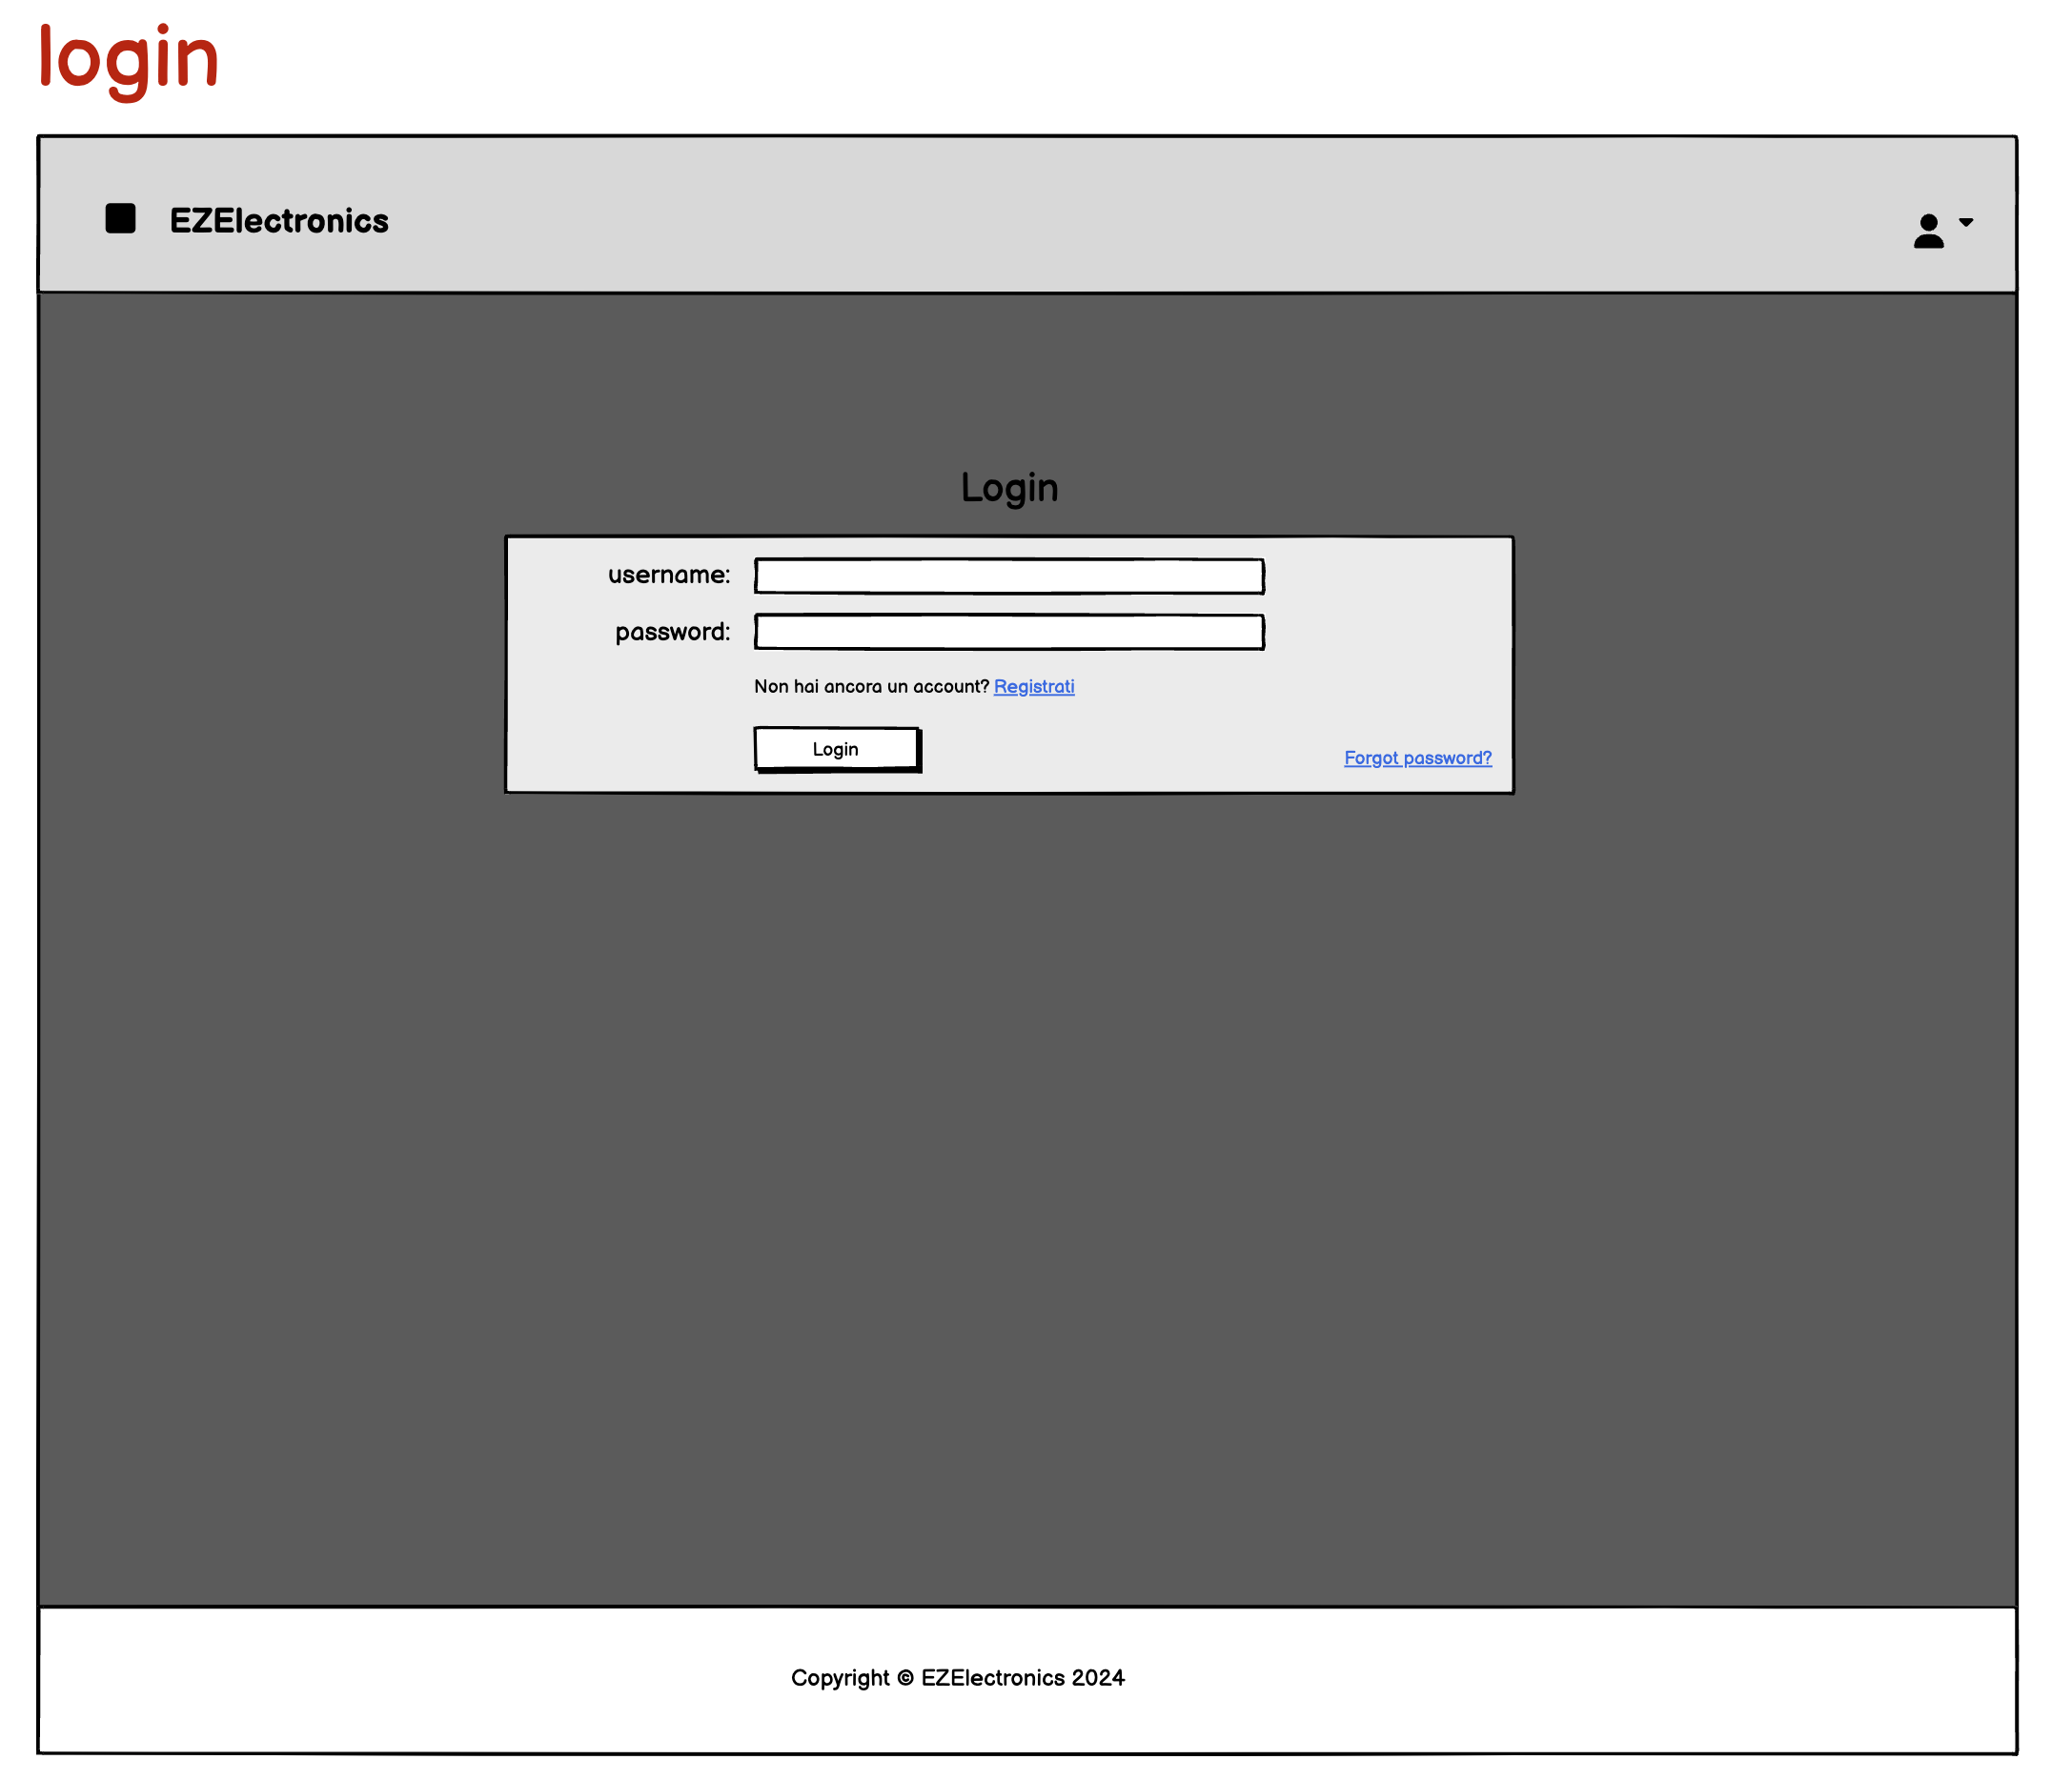 login
EZElectronics
Login
username:
password:
Non hai ancora un account? Registrati
Login
Forgot password?
Copyright © EZElectronics 2024